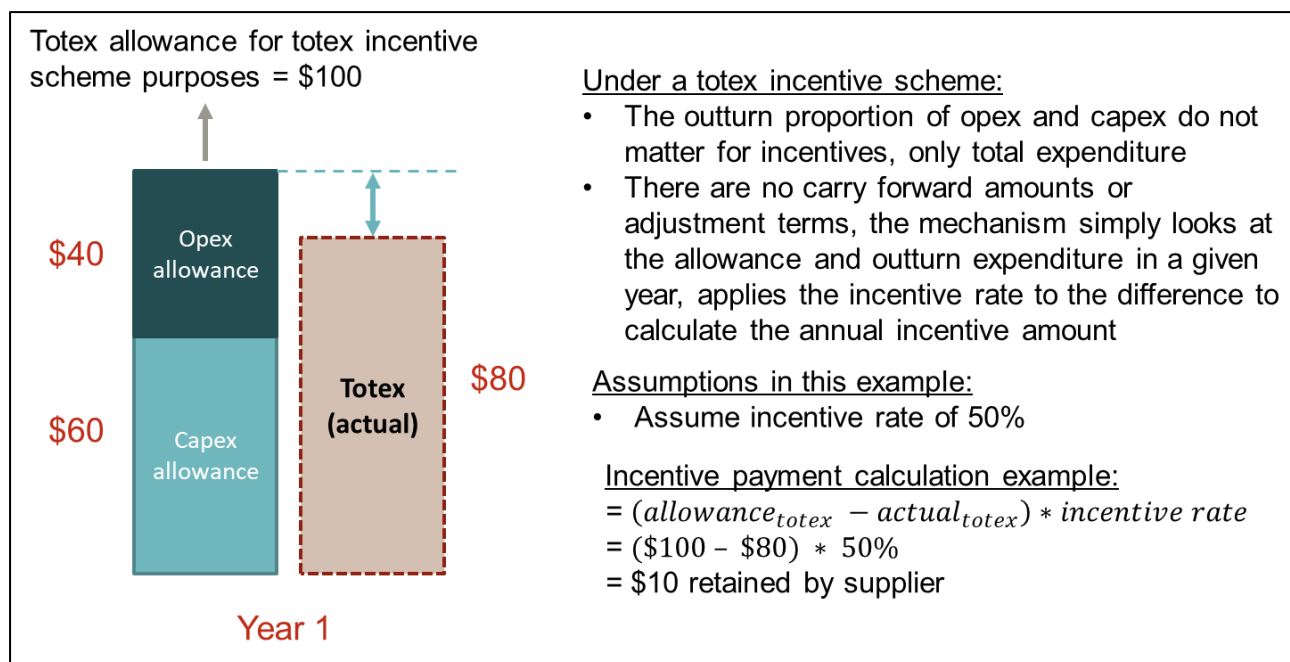 Totex allowance for totex incentive
scheme purposes = $100
$40
Opex
allowance
$60
Capex
allowance
Totex
(actual)
$80
Year 1
Under a totex incentive scheme:
• The outturn proportion of opex and capex do not
matter for incentives, only total expenditure
• There are no carry forward amounts or
adjustment terms, the mechanism simply looks at
the allowance and outturn expenditure in a given
year, applies the incentive rate to the difference to
calculate the annual incentive amount
Assumptions in this example:
• Assume incentive rate of 50%
Incentive payment calculation example:
= (allowance_totex − actual_totex) ∗ incentive rate
= ($100 – $80) * 50%
= $10 retained by supplier